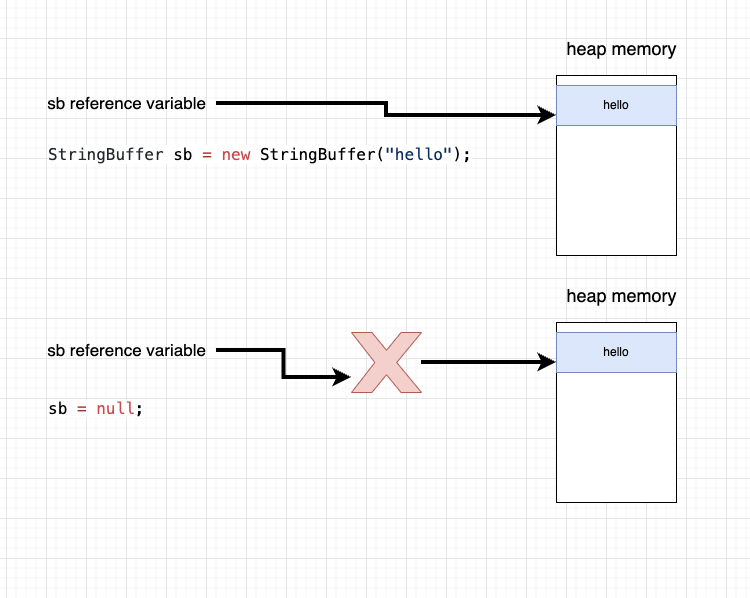 heap memory
sb reference variable
hello
StringBuffer sb = new StringBuffer("hello");
heap memory
sb reference variable
hello
sb = null;